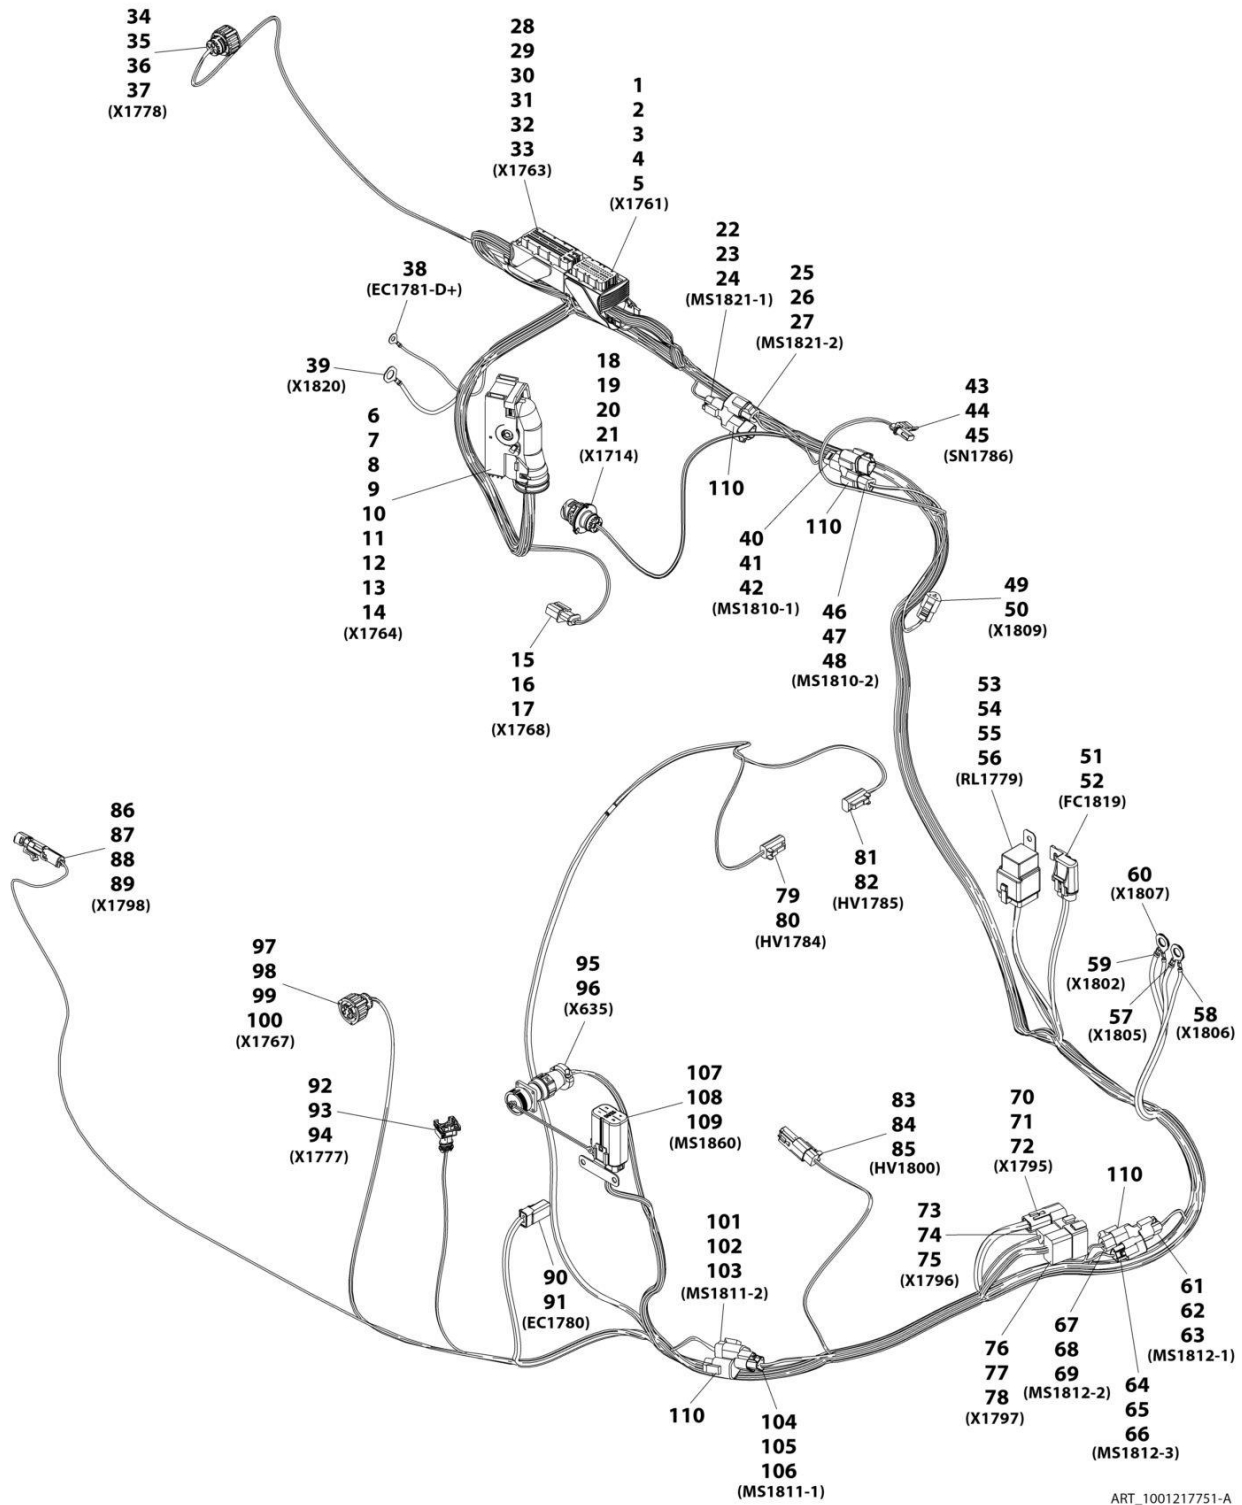 34
35
36
37
(X1778)
28
29
30
31
32
33
(X1763)
1
2
3
4
5
(X1761)
22
23
24
(MS1821-1)
25
26
27
(MS1821-2)
38
(EC1781-D+)
39
(X1820)
18
19
20
21
(X1714)
43
44
45
(SN1786)
6
7
8
9
10
11
12
13
14
(X1764)
110
110
40
41
42
(MS1810-1)
46
47
48
(MS1810-2)
49
50
(X1809)
15
16
17
(X1768)
53
54
55
56
(RL1779)
51
52
(FC1819)
86
87
88
89
(X1798)
81
82
(HV1785)
79
80
(HV1784)
60
(X1807)
59
(X1802)
57
(X1805)
58
(X1806)
97
98
99
100
(X1767)
95
96
(X635)
92
93
94
(X1777)
107
108
109
(MS1860)
83
84
85
(HV1800)
70
71
72
(X1795)
110
73
74
75
(X1796)
90
91
(EC1780)
101
102
103
(MS1811-2)
61
62
63
(MS1812-1)
76
77
78
(X1797)
67
68
69
(MS1812-2)
64
65
66
(MS1812-3)
110
104
105
106
(MS1811-1)
ART_1001217751-A